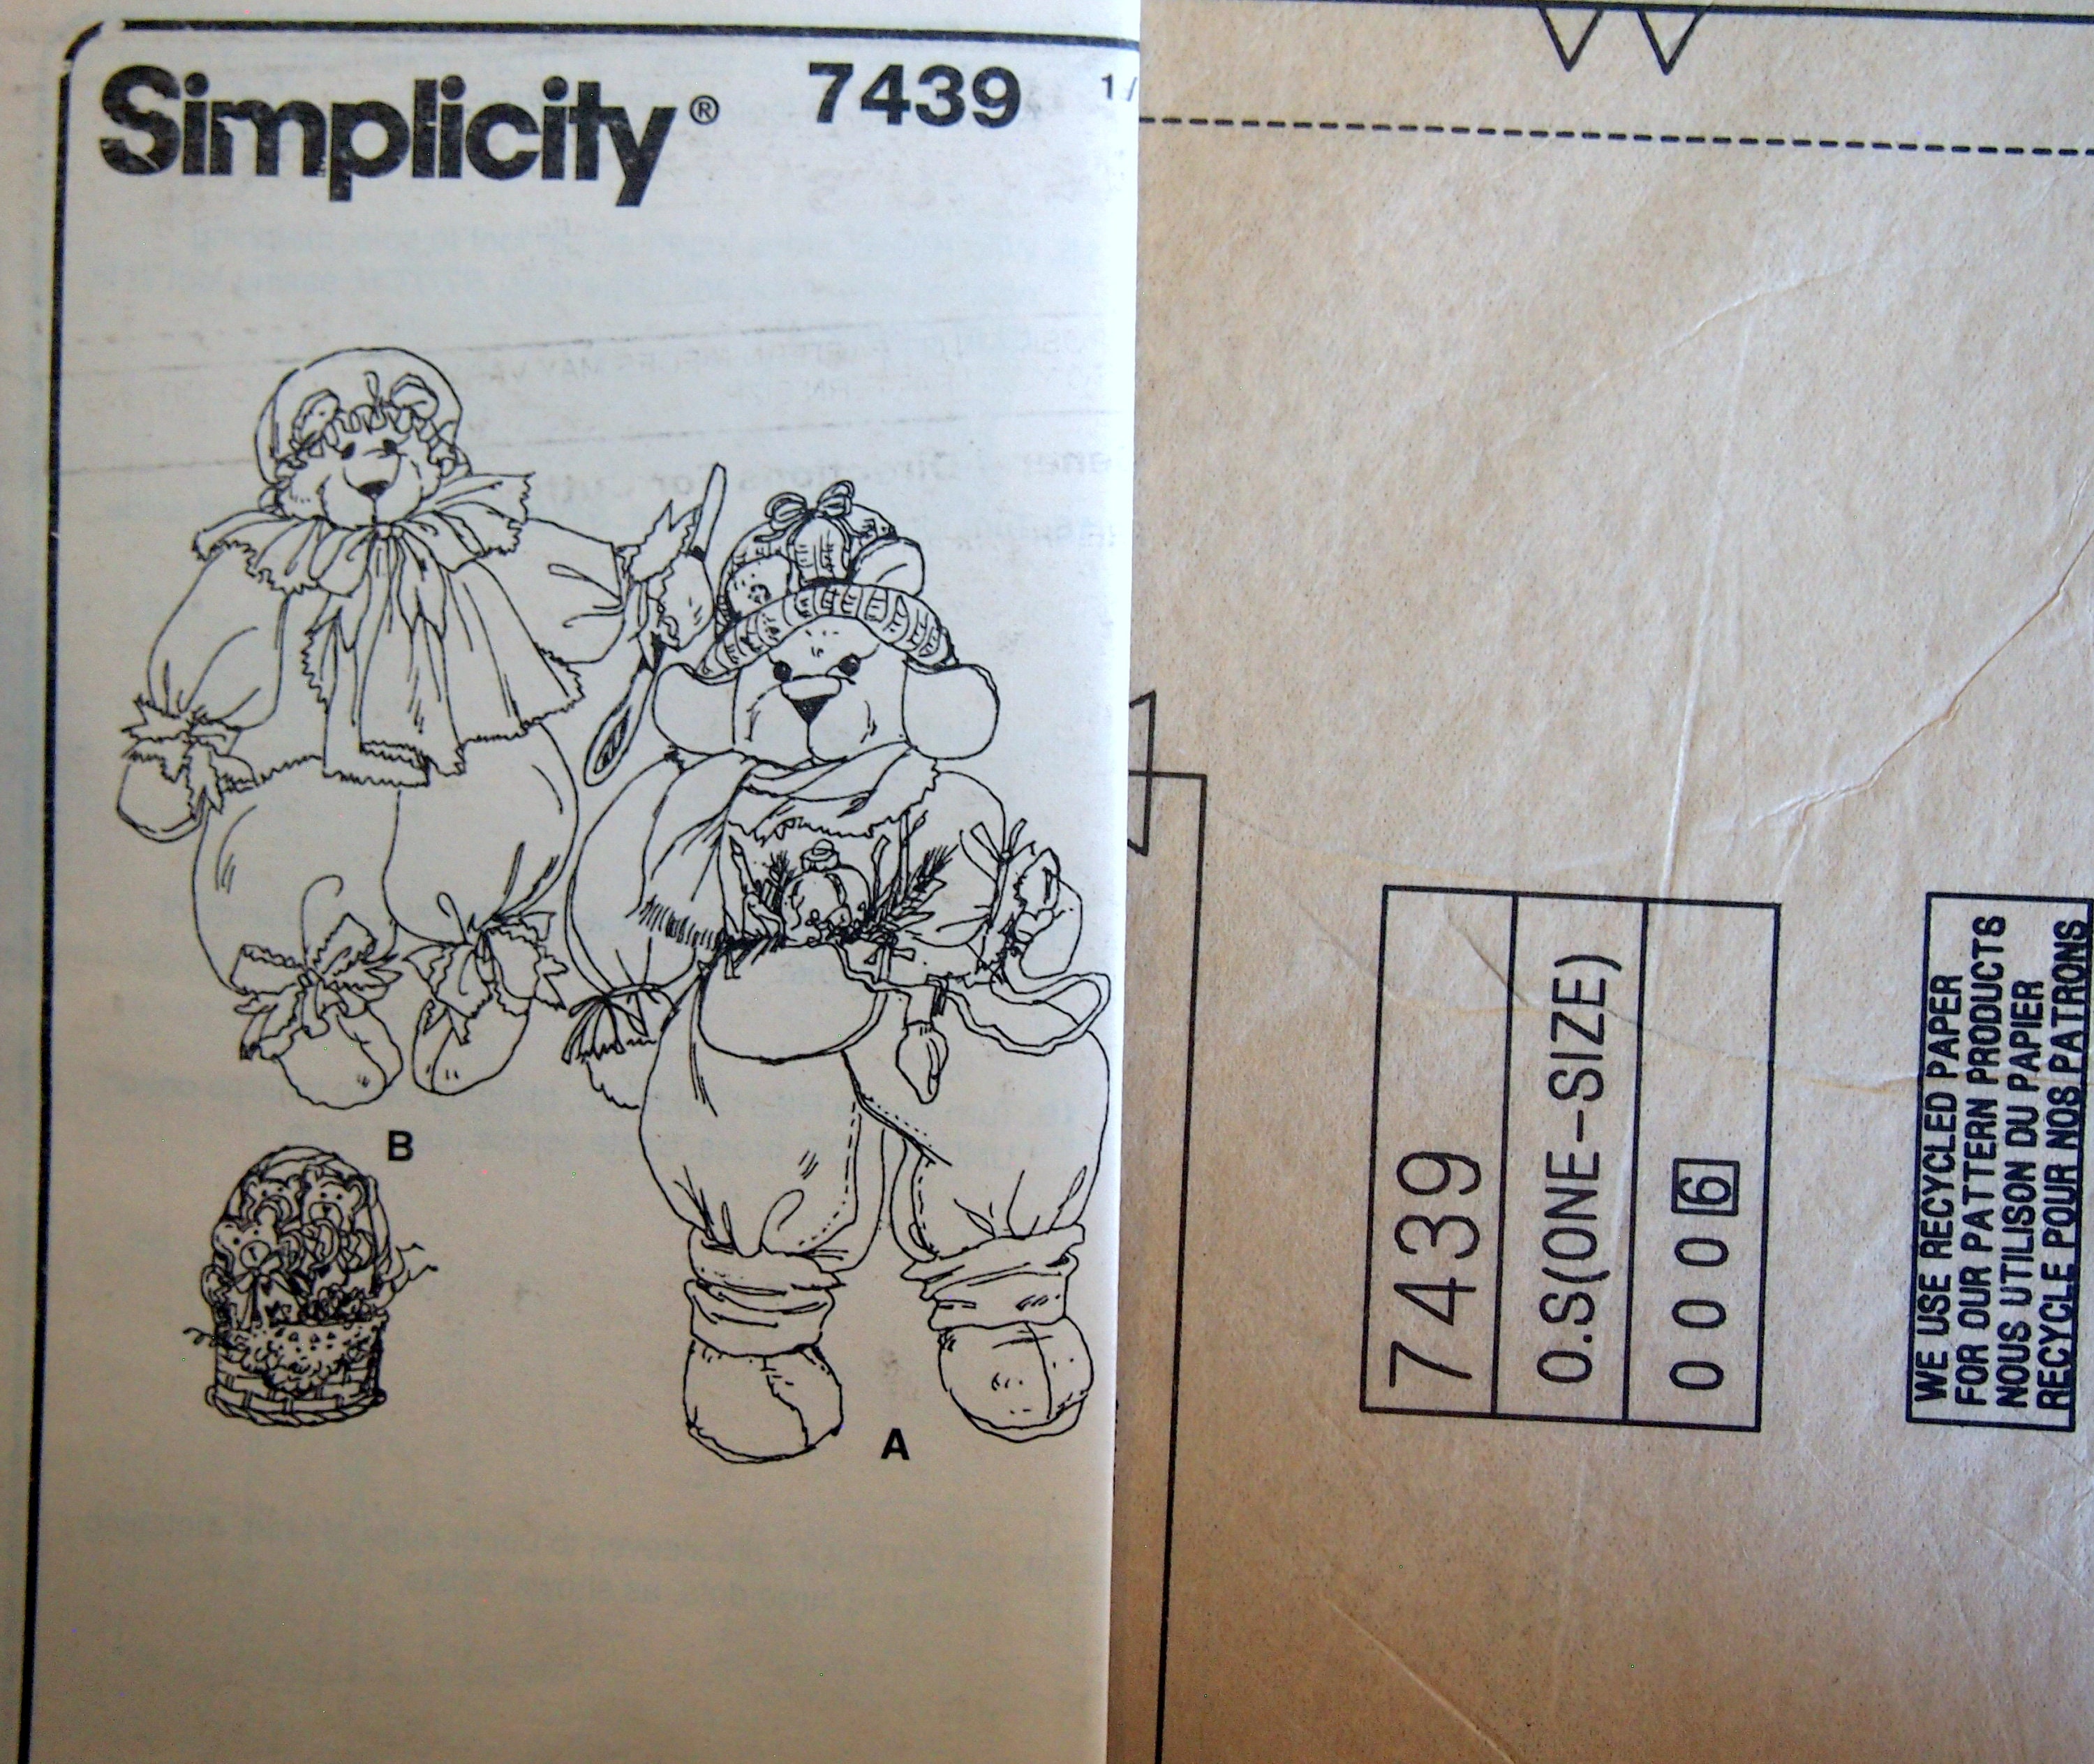 Simplicity® 7439 1/
B
A
7439
O.S(ONE-SIZE)
0 0 0 6
WE USE RECYCLED PAPER
FOR OUR PATTERN PRODUCTS
NOUS UTILISON DU PAPIER
RECYCLE POUR NOS PATRONS